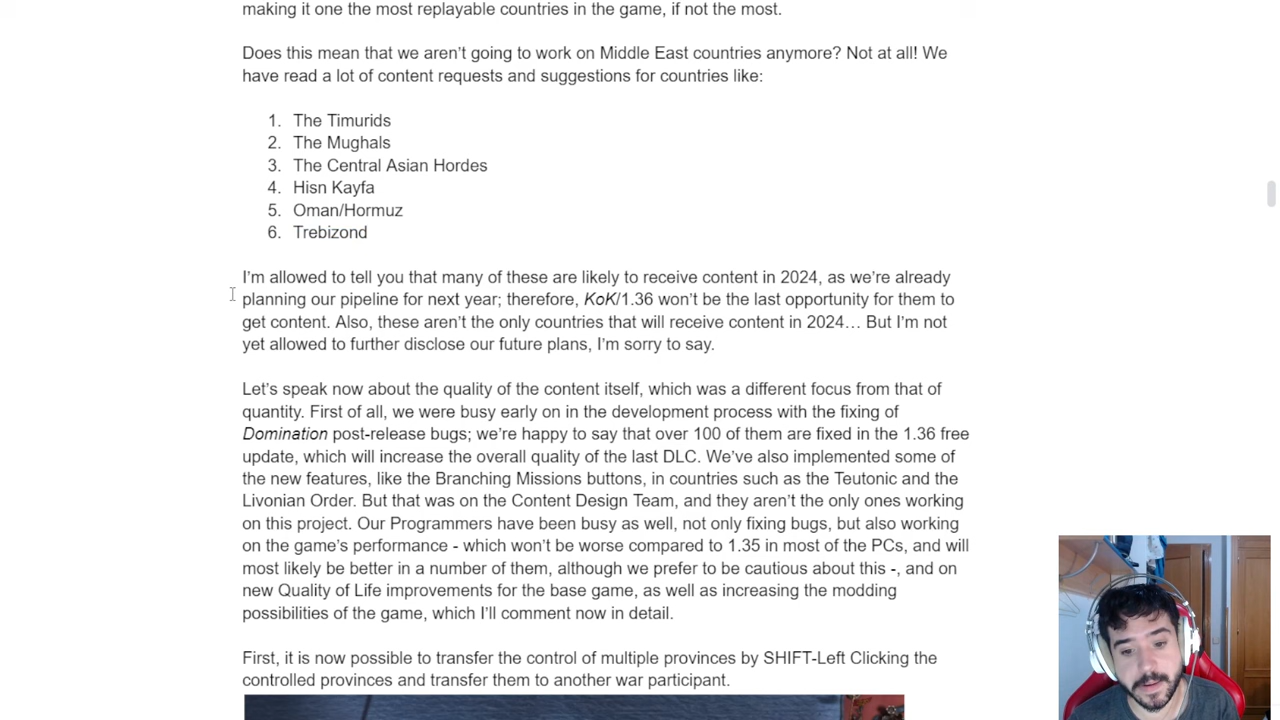 making it one the most replayable countries in the game, if not the most.
Does this mean that we aren't going to work on Middle East countries anymore? Not at all! We
have read a lot of content requests and suggestions for countries like:
1. The Timurids
2. The Mughals
3. The Central Asian Hordes
4. Hisn Kayfa
5. Oman/Hormuz
6. Trebizond
I'm allowed to tell you that many of these are likely to receive content in 2024, as we're already
planning our pipeline for next year; therefore, KoK/1.36 won't be the last opportunity for them to
get content. Also, these aren't the only countries that will receive content in 2024… But I'm not
yet allowed to further disclose our future plans, I'm sorry to say.
Let's speak now about the quality of the content itself, which was a different focus from that of
quantity. First of all, we were busy early on in the development process with the fixing of
Domination post-release bugs; we're happy to say that over 100 of them are fixed in the 1.36 free
update, which will increase the overall quality of the last DLC. We've also implemented some of
the new features, like the Branching Missions buttons, in countries such as the Teutonic and the
Livonian Order. But that was on the Content Design Team, and they aren't the only ones working
on this project. Our Programmers have been busy as well, not only fixing bugs, but also working
on the game's performance - which won't be worse compared to 1.35 in most of the PCs, and will
most likely be better in a number of them, although we prefer to be cautious about this -, and on
new Quality of Life improvements for the base game, as well as increasing the modding
possibilities of the game, which I'll comment now in detail.
First, it is now possible to transfer the control of multiple provinces by SHIFT-Left Clicking the
controlled provinces and transfer them to another war participant.